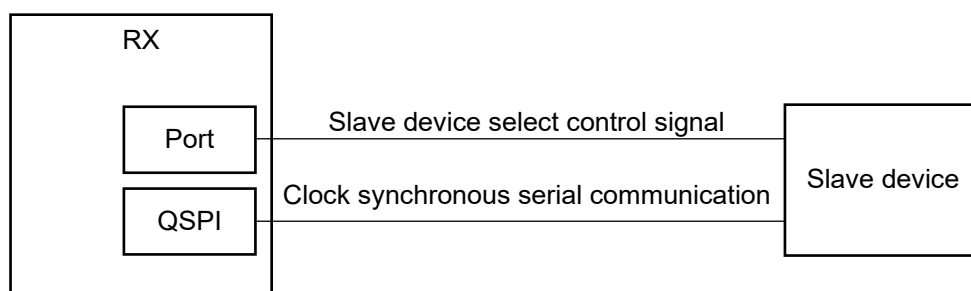 RX
Port
Slave device select control signal
Slave device
Clock synchronous serial communication
QSPI